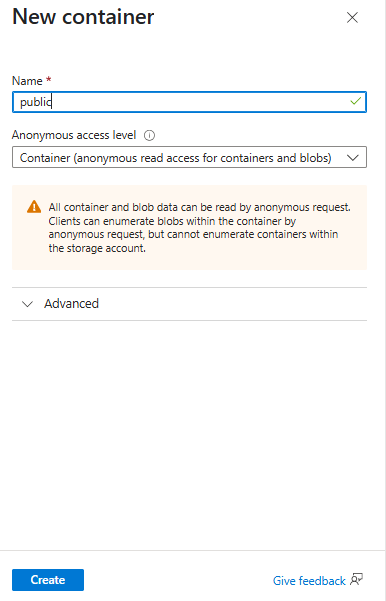 New container
Name *
public
Anonymous access level
Container (anonymous read access for containers and blobs)
All container and blob data can be read by anonymous request.
Clients can enumerate blobs within the container by
anonymous request, but cannot enumerate containers within
the storage account.
Advanced
Create
Give feedback